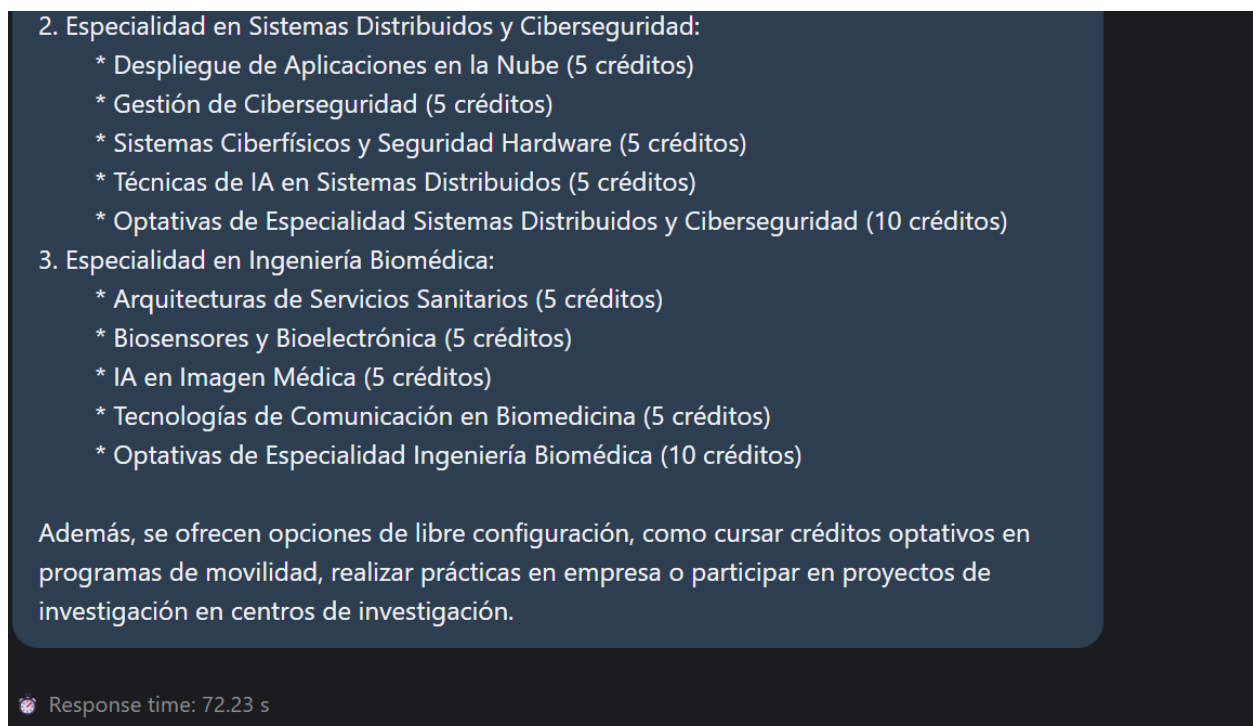 2. Especialidad en Sistemas Distribuidos y Ciberseguridad:
* Despliegue de Aplicaciones en la Nube (5 créditos)
* Gestión de Ciberseguridad (5 créditos)
* Sistemas Ciberfísicos y Seguridad Hardware (5 créditos)
* Técnicas de IA en Sistemas Distribuidos (5 créditos)
* Optativas de Especialidad Sistemas Distribuidos y Ciberseguridad (10 créditos)
3. Especialidad en Ingeniería Biomédica:
* Arquitecturas de Servicios Sanitarios (5 créditos)
* Biosensores y Bioelectrónica (5 créditos)
* IA en Imagen Médica (5 créditos)
* Tecnologías de Comunicación en Biomedicina (5 créditos)
* Optativas de Especialidad Ingeniería Biomédica (10 créditos)
Además, se ofrecen opciones de libre configuración, como cursar créditos optativos en
programas de movilidad, realizar prácticas en empresa o participar en proyectos de
investigación en centros de investigación.
Response time: 72.23 s